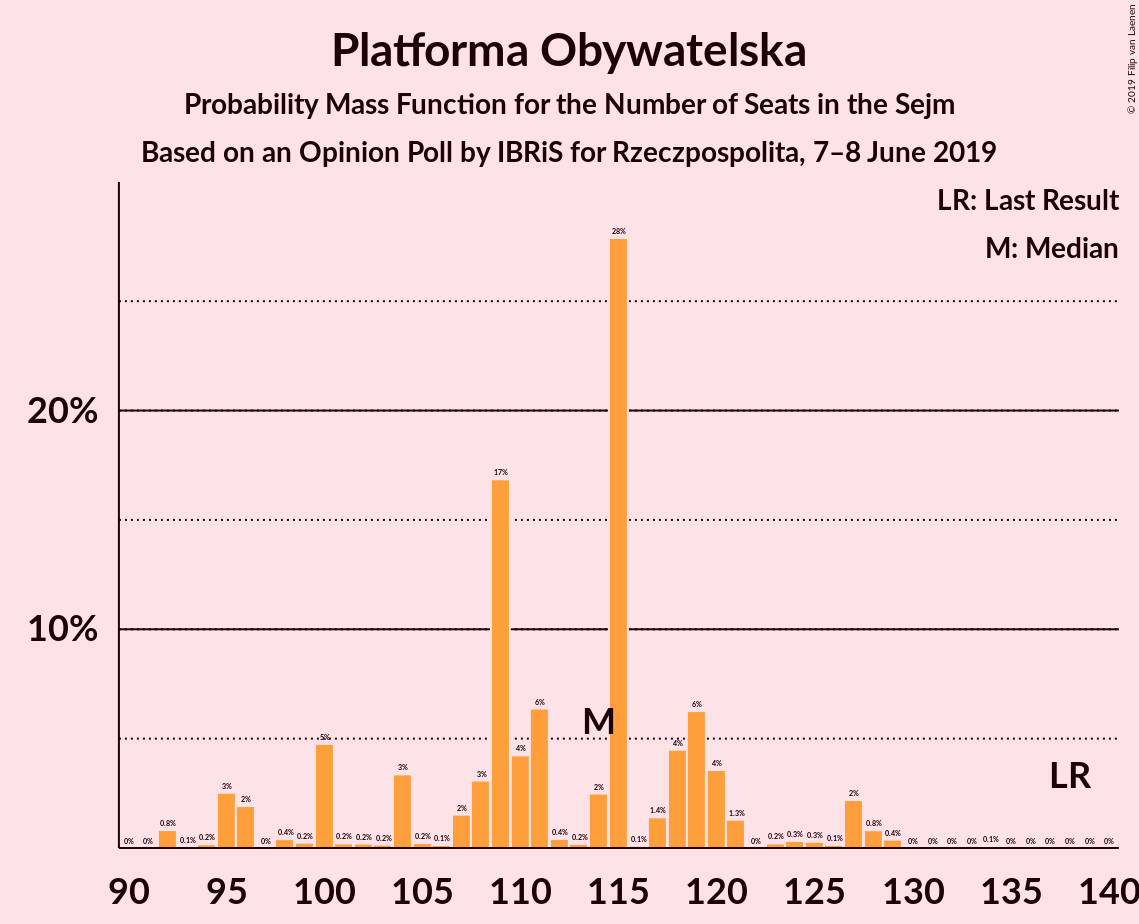 Platforma Obywatelska
Probability Mass Function for the Number of Seats in the Sejm
Based on an Opinion Poll by IBRiS for Rzeczpospolita, 7–8 June 2019
© 2019 Filip van Laenen
LR: Last Result
M: Median
20%
10%
0% 0% 0.8% 0.1% 0.2% 3% 2% 0% 0.4% 0.2% 5% 0.2% 0.2% 0.2% 3% 0.2% 0.1% 2% 3% 17% 4% 6% 0.4% 0.2% 2% 28% 0.1% 1.4% 4% 6% 4% 1.3% 0% 0.2% 0.3% 0.3% 0.1% 2% 0.8% 0.4% 0% 0% 0% 0% 0.1% 0% 0% 0% 0% 0% 0%
M
LR
90 95 100 105 110 115 120 125 130 135 140